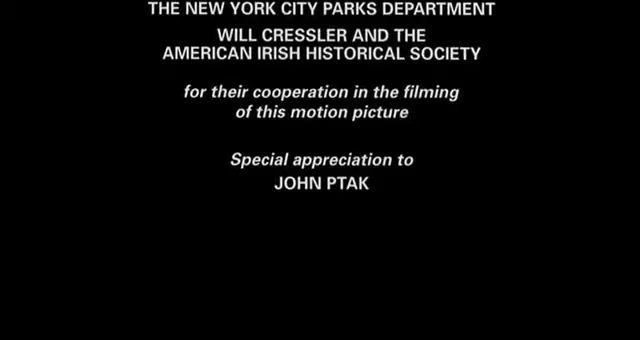 THE NEW YORK CITY PARKS DEPARTMENT
WILL CRESSLER AND THE
AMERICAN IRISH HISTORICAL SOCIETY
for their cooperation in the filming
of this motion picture
Special appreciation to
JOHN PTAK